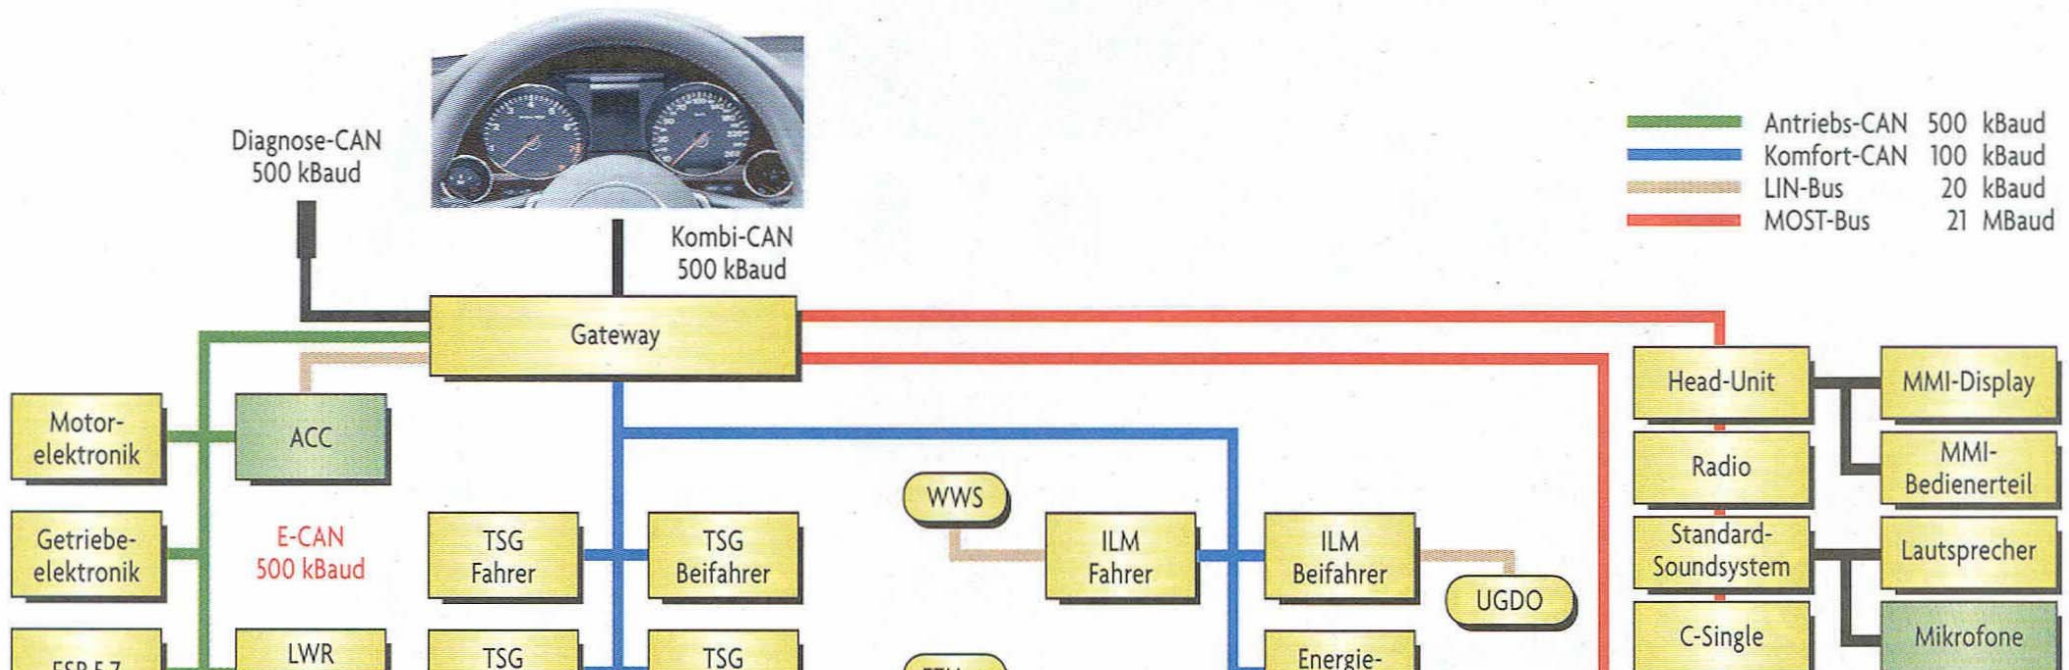 Diagnose-CAN
500 kBaud
Kombi-CAN
500 kBaud
Antriebs-CAN 500 kBaud
Komfort-CAN 100 kBaud
LIN-Bus 20 kBaud
MOST-Bus 21 MBaud
Gateway
Motor-
elektronik
ACC
Getriebe-
elektronik
E-CAN
500 kBaud
LWR
TSG
Fahrer
TSG
Beifahrer
TSG
TSG
WWS
ILM
Fahrer
ILM
Beifahrer
UGDO
Energie-
Head-Unit
MMI-Display
Radio
MMI-
Bedienerteil
Standard-
Soundsystem
Lautsprecher
C-Single
Mikrofone